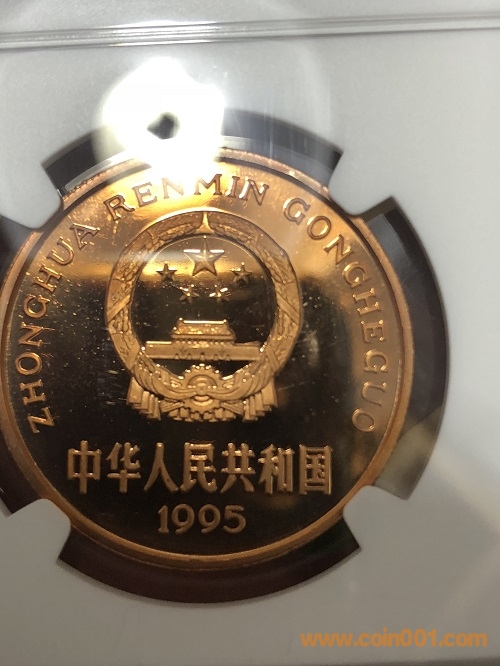 ZHONGHUA RENMIN GONGHEGUO
中华人民共和国
1995
www.coin001.com